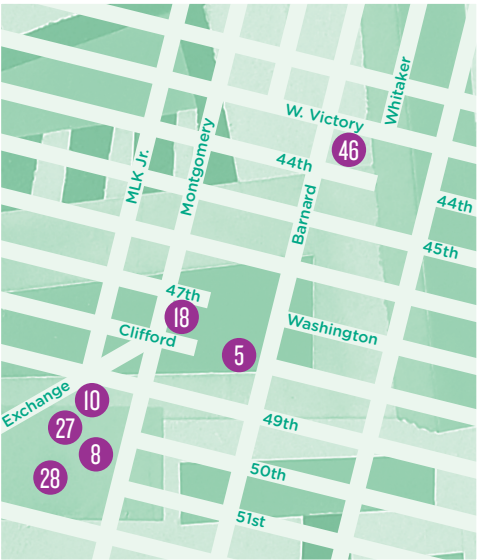 W. Victory
Whitaker
46
44th
MLK Jr.
Montgomery
Barnard
44th
45th
47th
18
Clifford
Washington
5
Exchange
10
27
8
28
49th
50th
51st